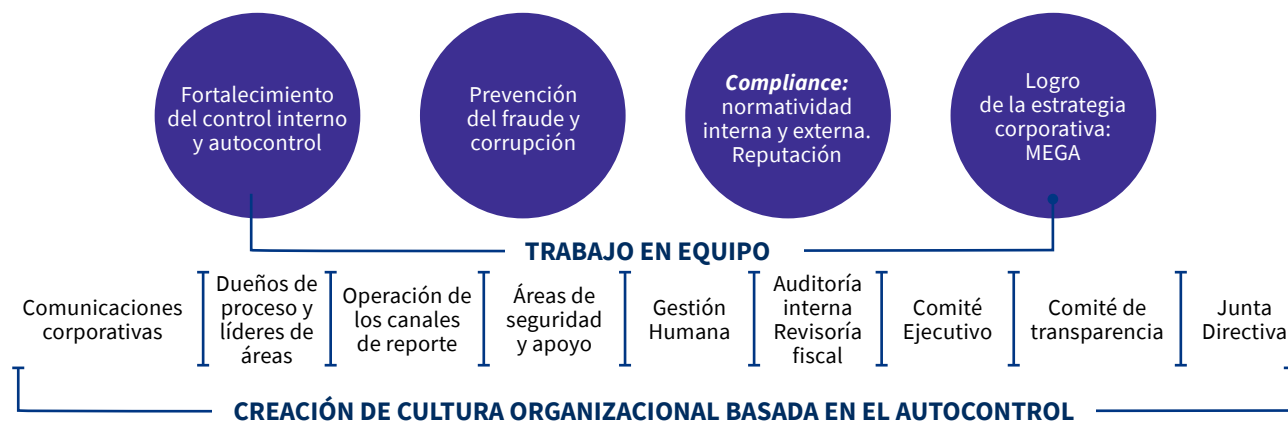 Fortalecimiento
del control interno
y autocontrol
Prevención
del fraude y
corrupción
Compliance:
normatividad
interna y externa.
Reputación
Logro
de la estrategia
corporativa:
MEGA
TRABAJO EN EQUIPO
Comunicaciones
corporativas
Dueños de
proceso y
líderes de
áreas
Operación de
los canales
de reporte
Áreas de
seguridad
y apoyo
Gestión
Humana
Auditoría
interna
Revisoría
fiscal
Comité
Ejecutivo
Comité de
transparencia
Junta
Directiva
CREACIÓN DE CULTURA ORGANIZACIONAL BASADA EN EL AUTOCONTROL